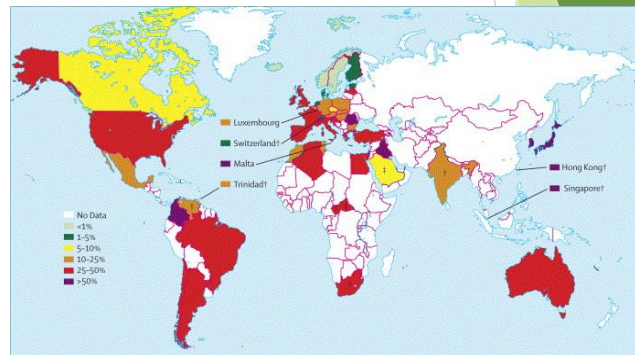 Luxembourg
Switzerland†
Malta
Trinidad†
Hong Kong†
Singapore†
†
‡
†
No Data
<1%
1–5%
5–10%
10–25%
25–50%
>50%